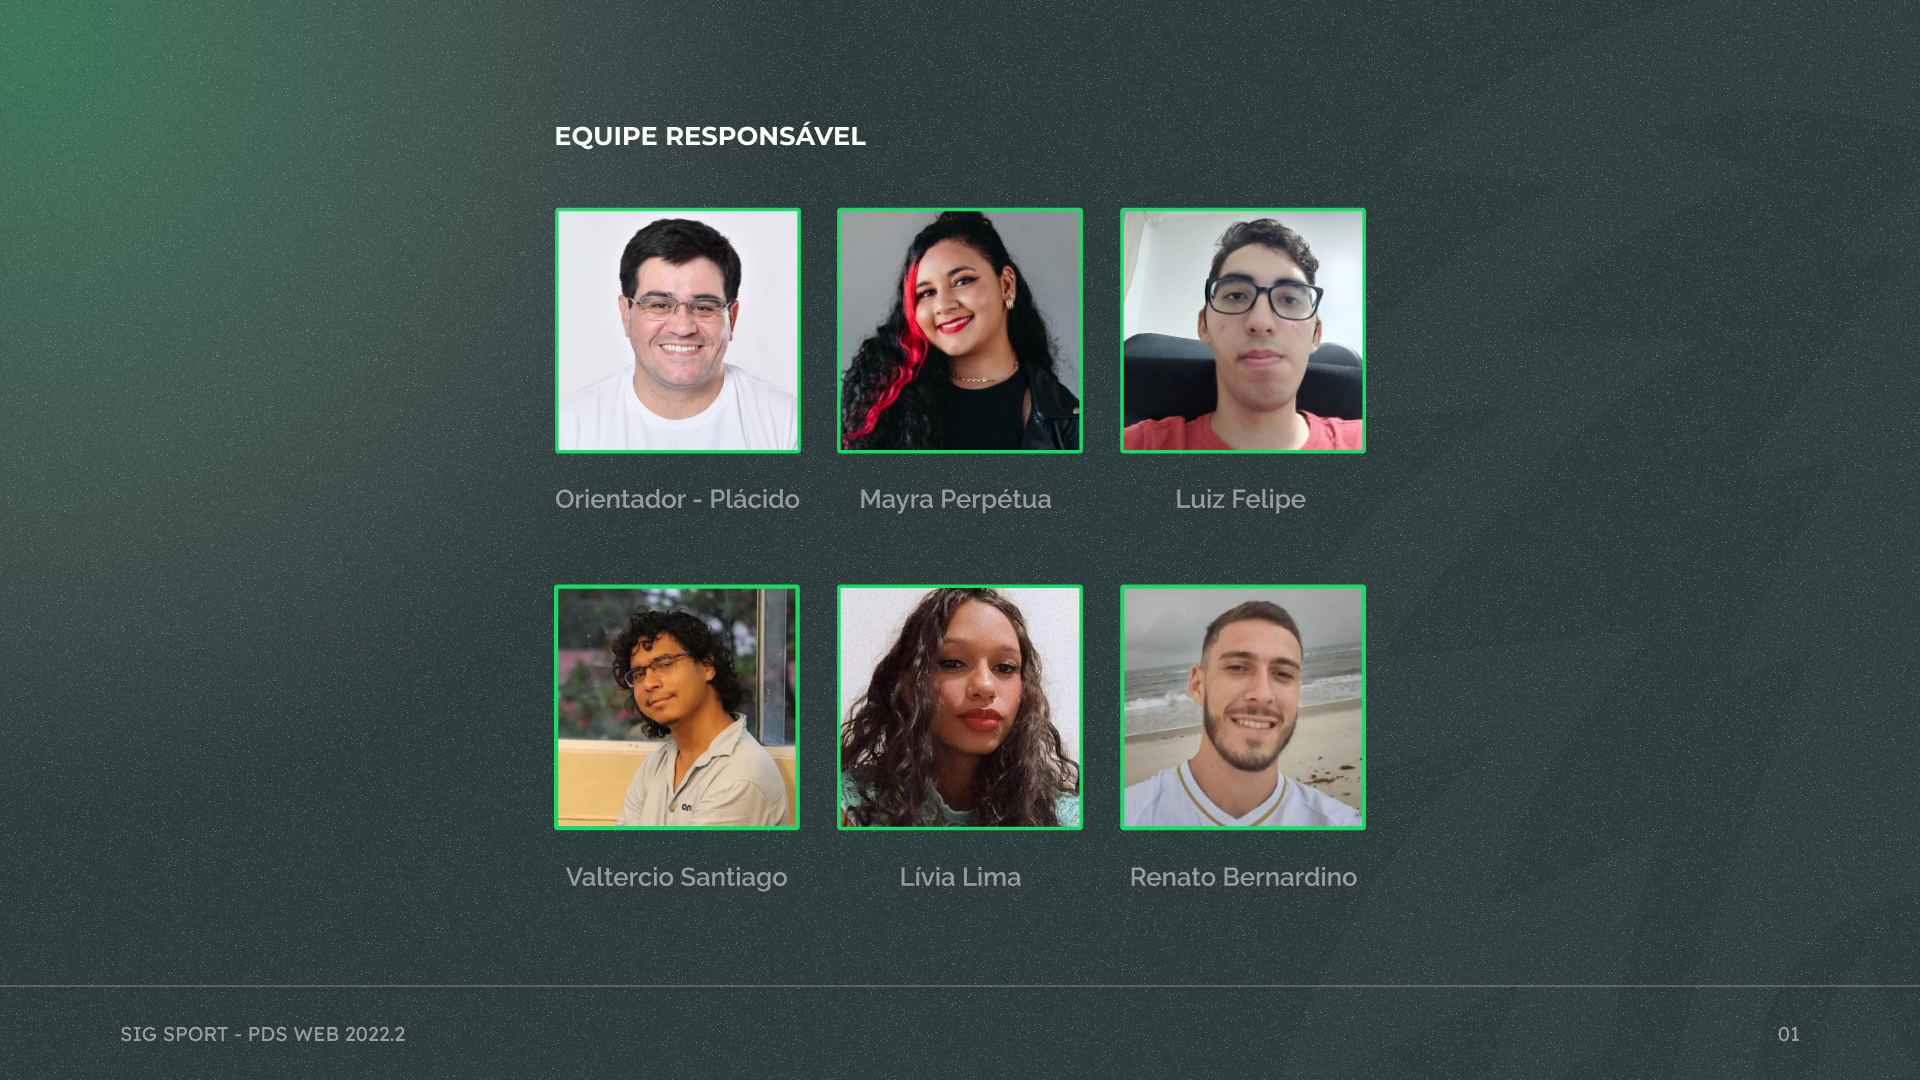 EQUIPE RESPONSÁVEL
Orientador - Plácido
Mayra Perpétua
Luiz Felipe
Valtercio Santiago
Lívia Lima
Renato Bernardino
SIG SPORT - PDS WEB 2022.2
01